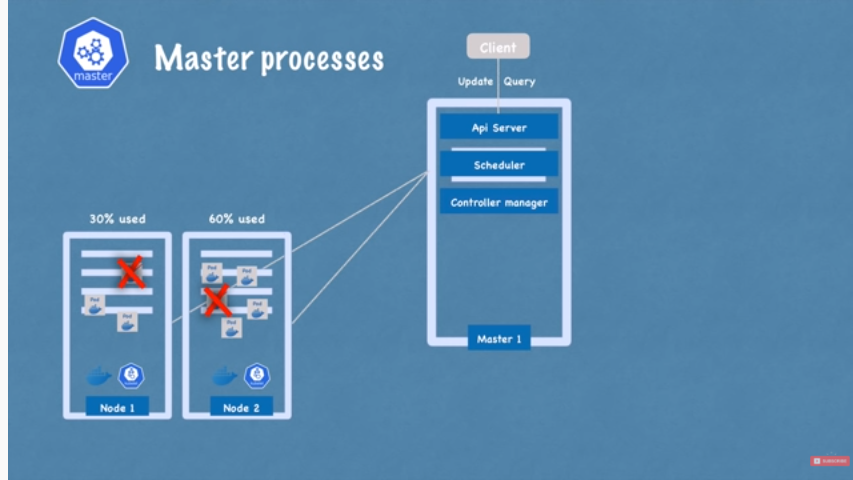 master
Master processes
Client
Update Query
Api Server
Scheduler
Controller manager
Master 1
30% used
60% used
Pod
Pod
Pod
Pod
Pod
Pod
Node 1
Node 2
SUBSCRIBE